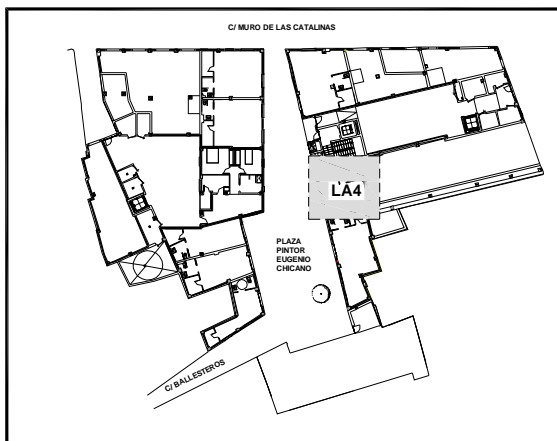 C/ MURO DE LAS CATALINAS
LA4
PLAZA
PINTOR
EUGENIO
CHICANO
C/ BALLESTEROS